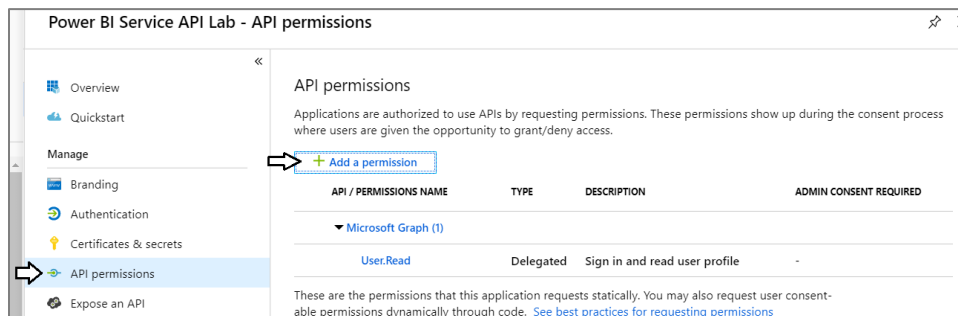 Power BI Service API Lab - API permissions
Overview
Quickstart
Manage
Branding
Authentication
Certificates & secrets
API permissions
Expose an API
API permissions
Applications are authorized to use APIs by requesting permissions. These permissions show up during the consent process
where users are given the opportunity to grant/deny access.
Add a permission
API / PERMISSIONS NAME TYPE DESCRIPTION ADMIN CONSENT REQUIRED
Microsoft Graph (1)
User.Read Delegated Sign in and read user profile -
These are the permissions that this application requests statically. You may also request user consent-
able permissions dynamically through code. See best practices for requesting permissions